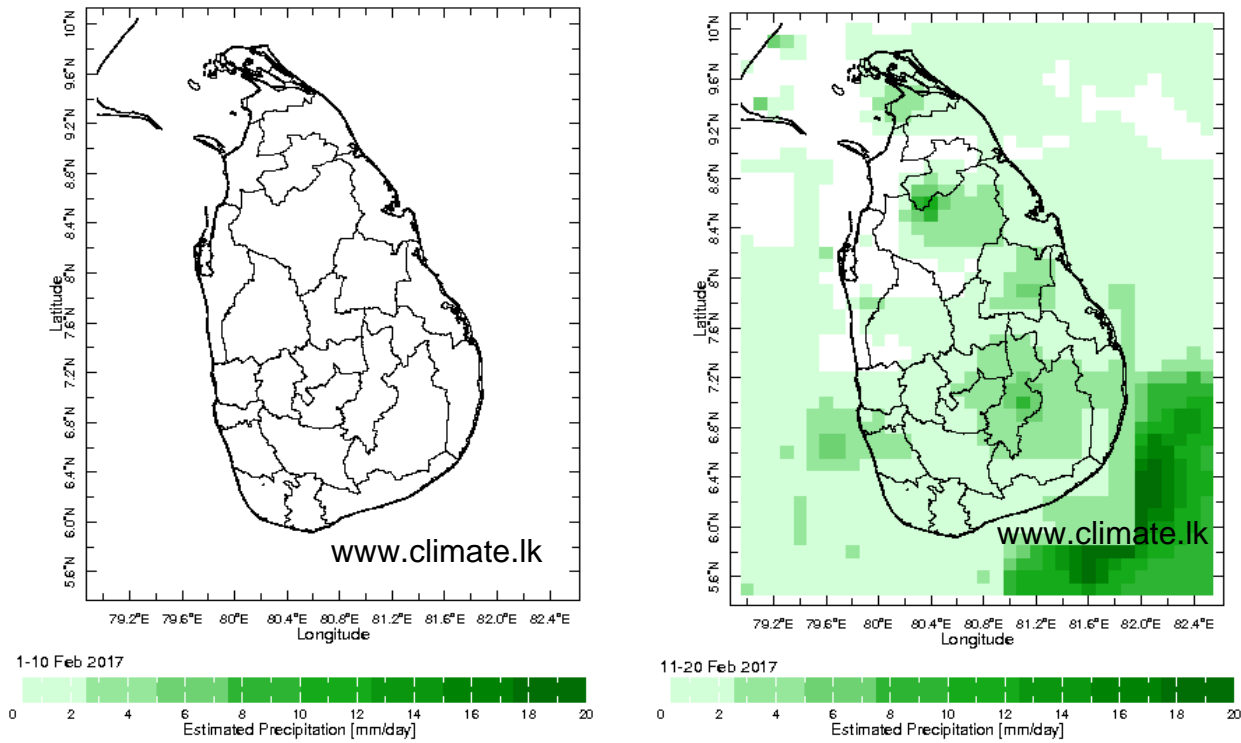 10°N
9.6°N
9.2°N
8.8°N
8.4°N
8°N
7.6°N
7.2°N
6.8°N
6.4°N
6.0°N
5.6°N
Latitude
www.climate.lk
79.2°E 79.6°E 80°E 80.4°E 80.8°E 81.2°E 81.6°E 82.0°E 82.4°E
Longitude
1-10 Feb 2017
0 2 4 6 8 10 12 14 16 18 20
Estimated Precipitation [mm/day]
10°N
9.6°N
9.2°N
8.8°N
8.4°N
8°N
7.6°N
7.2°N
6.8°N
6.4°N
6.0°N
5.6°N
Latitude
www.climate.lk
79.2°E 79.6°E 80°E 80.4°E 80.8°E 81.2°E 81.6°E 82.0°E 82.4°E
Longitude
11-20 Feb 2017
0 2 4 6 8 10 12 14 16 18 20
Estimated Precipitation [mm/day]